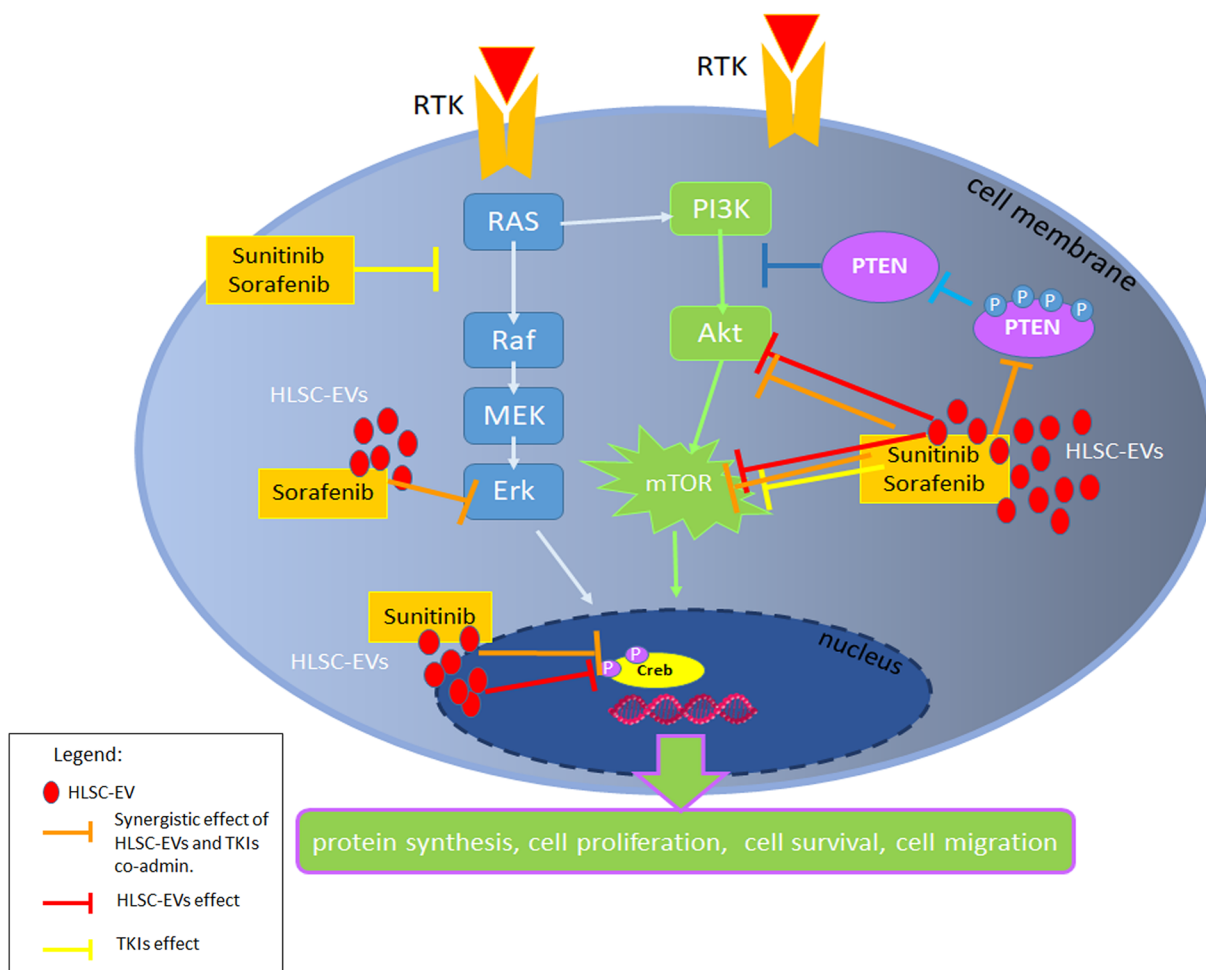 RTK
RTK
cell membrane
RAS
PI3K
Sunitinib
Sorafenib
PTEN
P
P
P
P
PTEN
Raf
Akt
HLSC-EVs
MEK
Sorafenib
Erk
mTOR
Sunitinib
Sorafenib
HLSC-EVs
Sunitinib
HLSC-EVs
nucleus
P
P
Creb
Legend:
HLSC-EV
Synergistic effect of
HLSC-EVs and TKIs
co-admin.
HLSC-EVs effect
TKIs effect
protein synthesis, cell proliferation, cell survival, cell migration